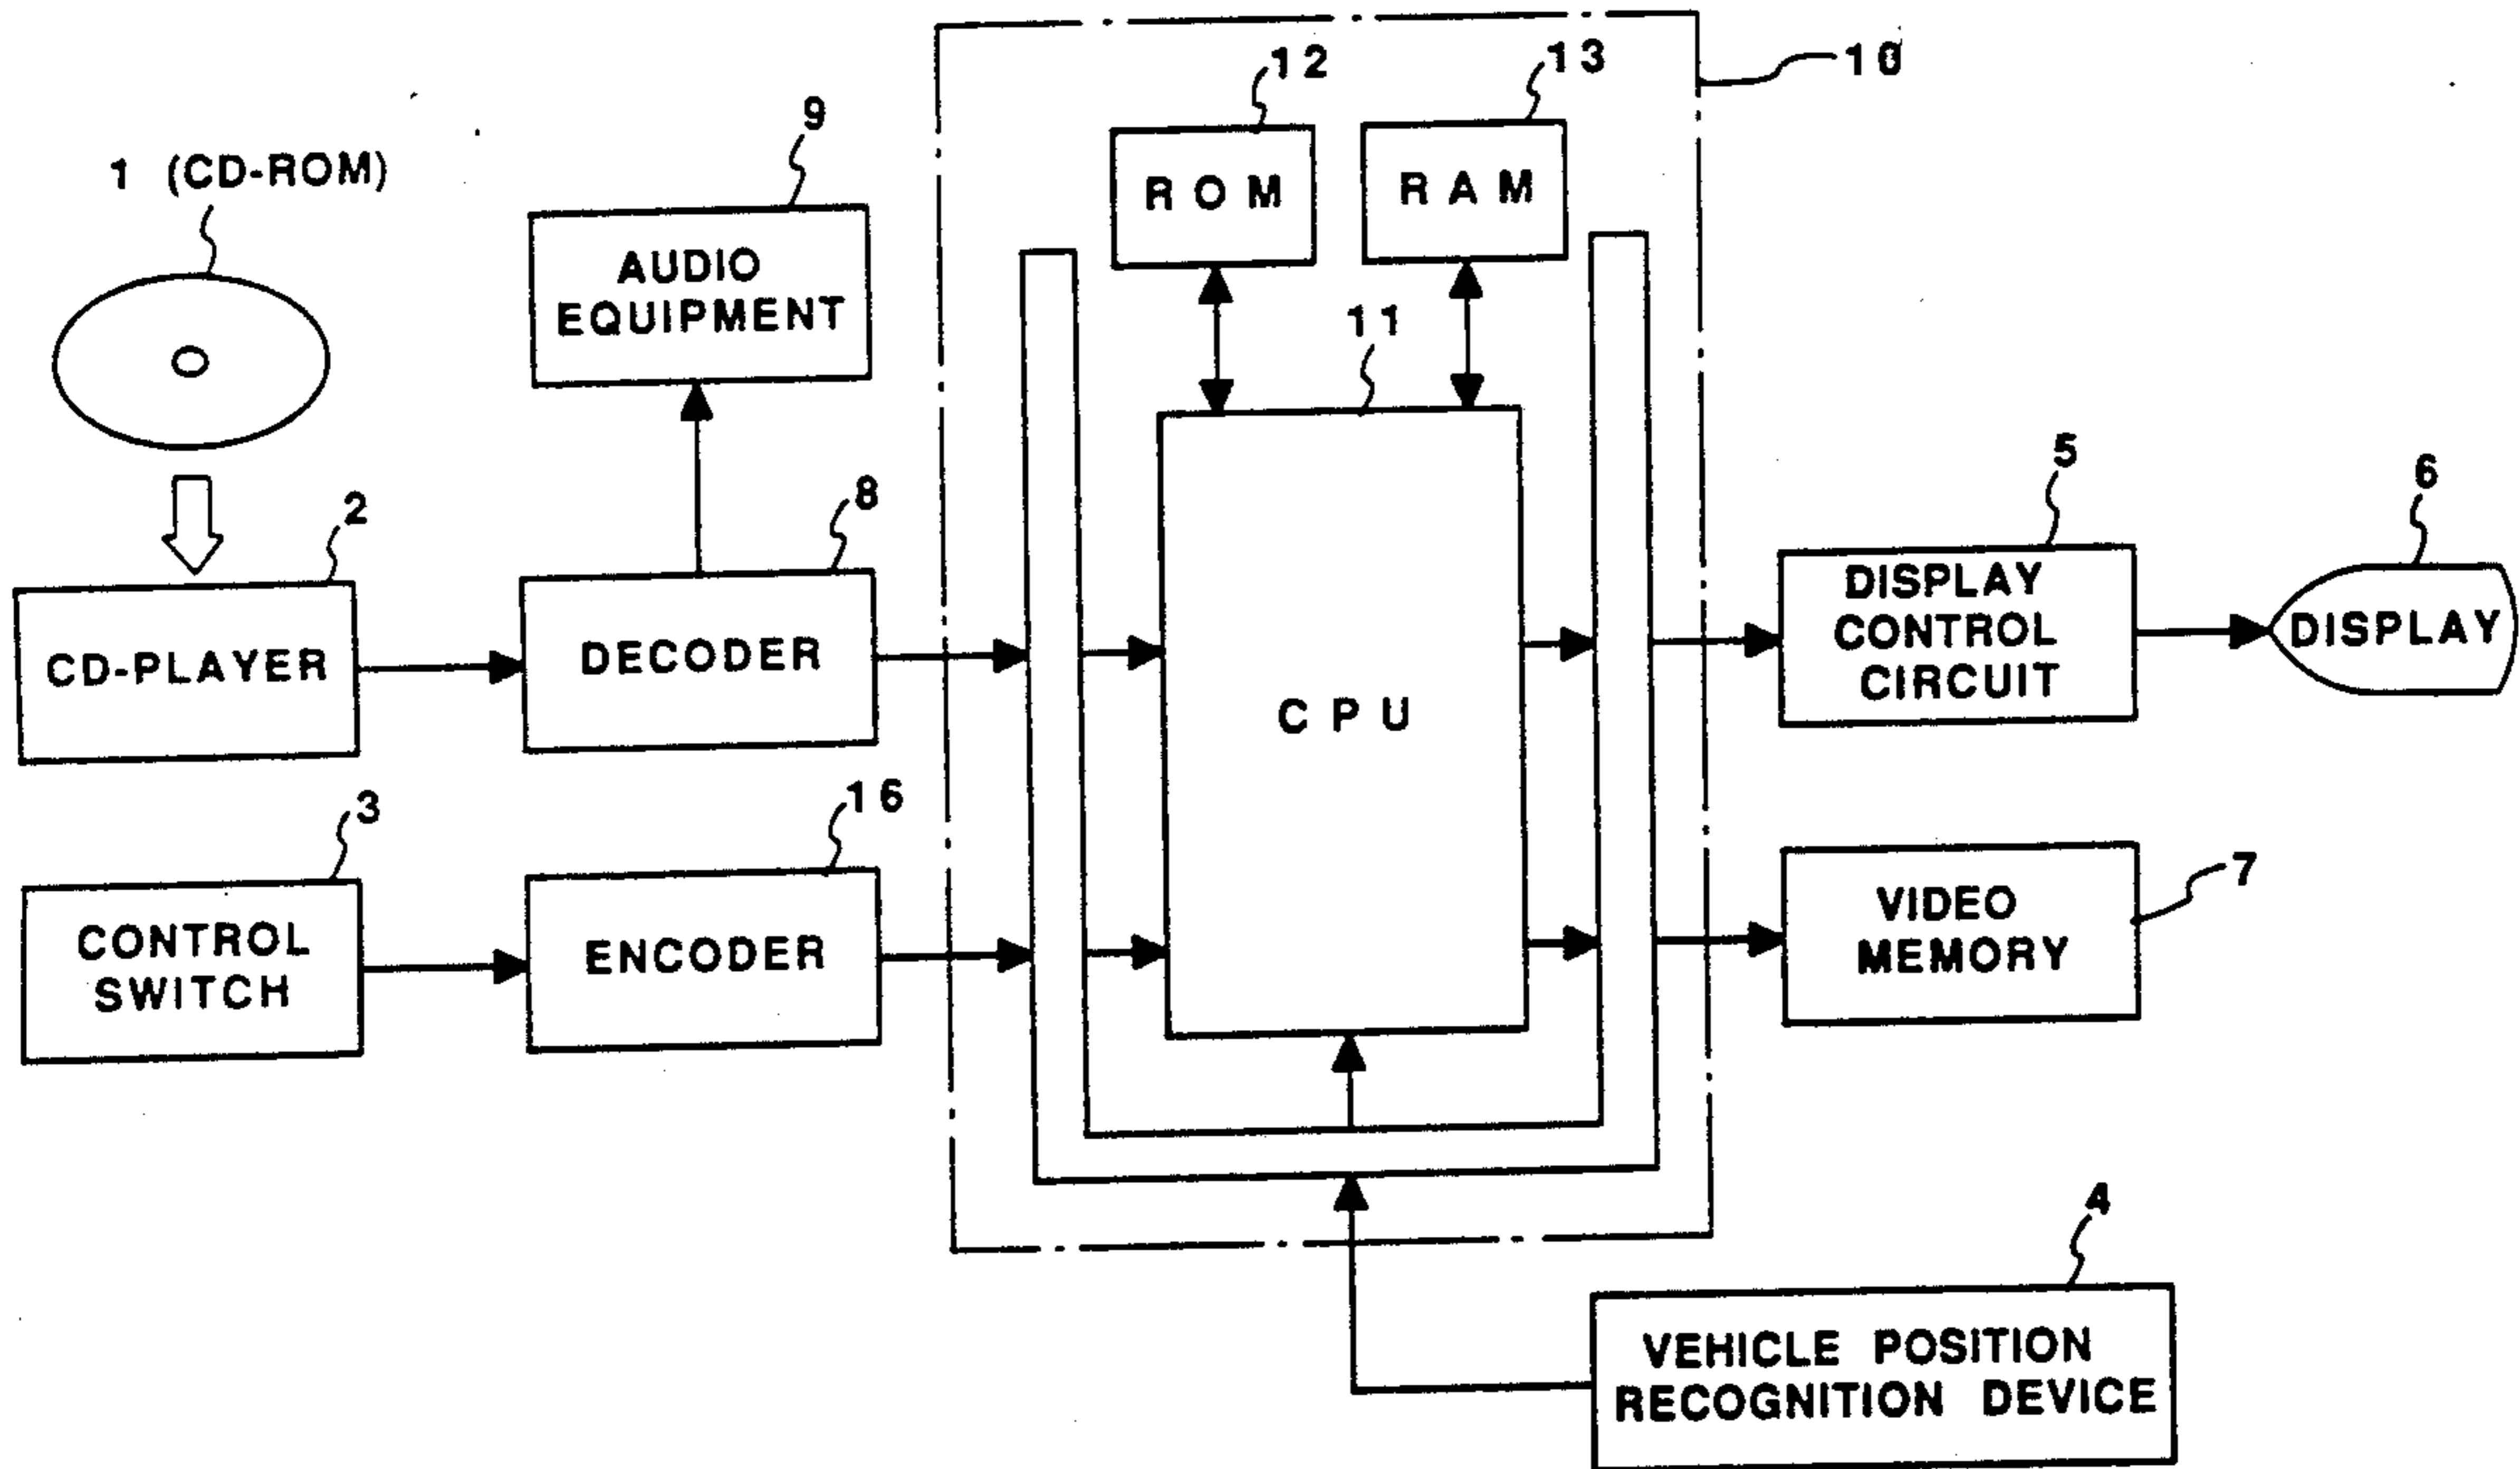 10
12
13
9
1 (CD-ROM)
ROM
RAM
AUDIO
EQUIPMENT
11
5
6
2
8
DISPLAY
CONTROL
CIRCUIT
DISPLAY
CD-PLAYER
DECODER
CPU
3
16
7
VIDEO
MEMORY
CONTROL
SWITCH
ENCODER
4
VEHICLE POSITION
RECOGNITION DEVICE